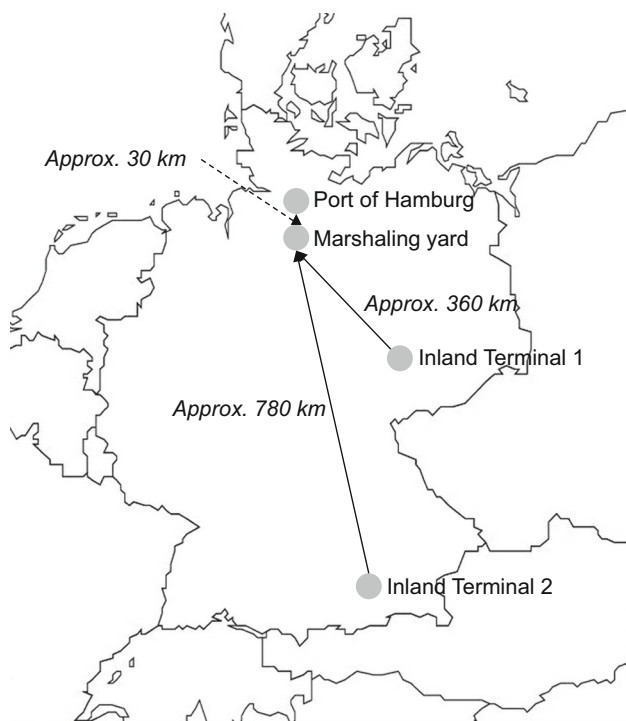 Approx. 30 km
Port of Hamburg
Marshaling yard
Approx. 360 km
Inland Terminal 1
Approx. 780 km
Inland Terminal 2